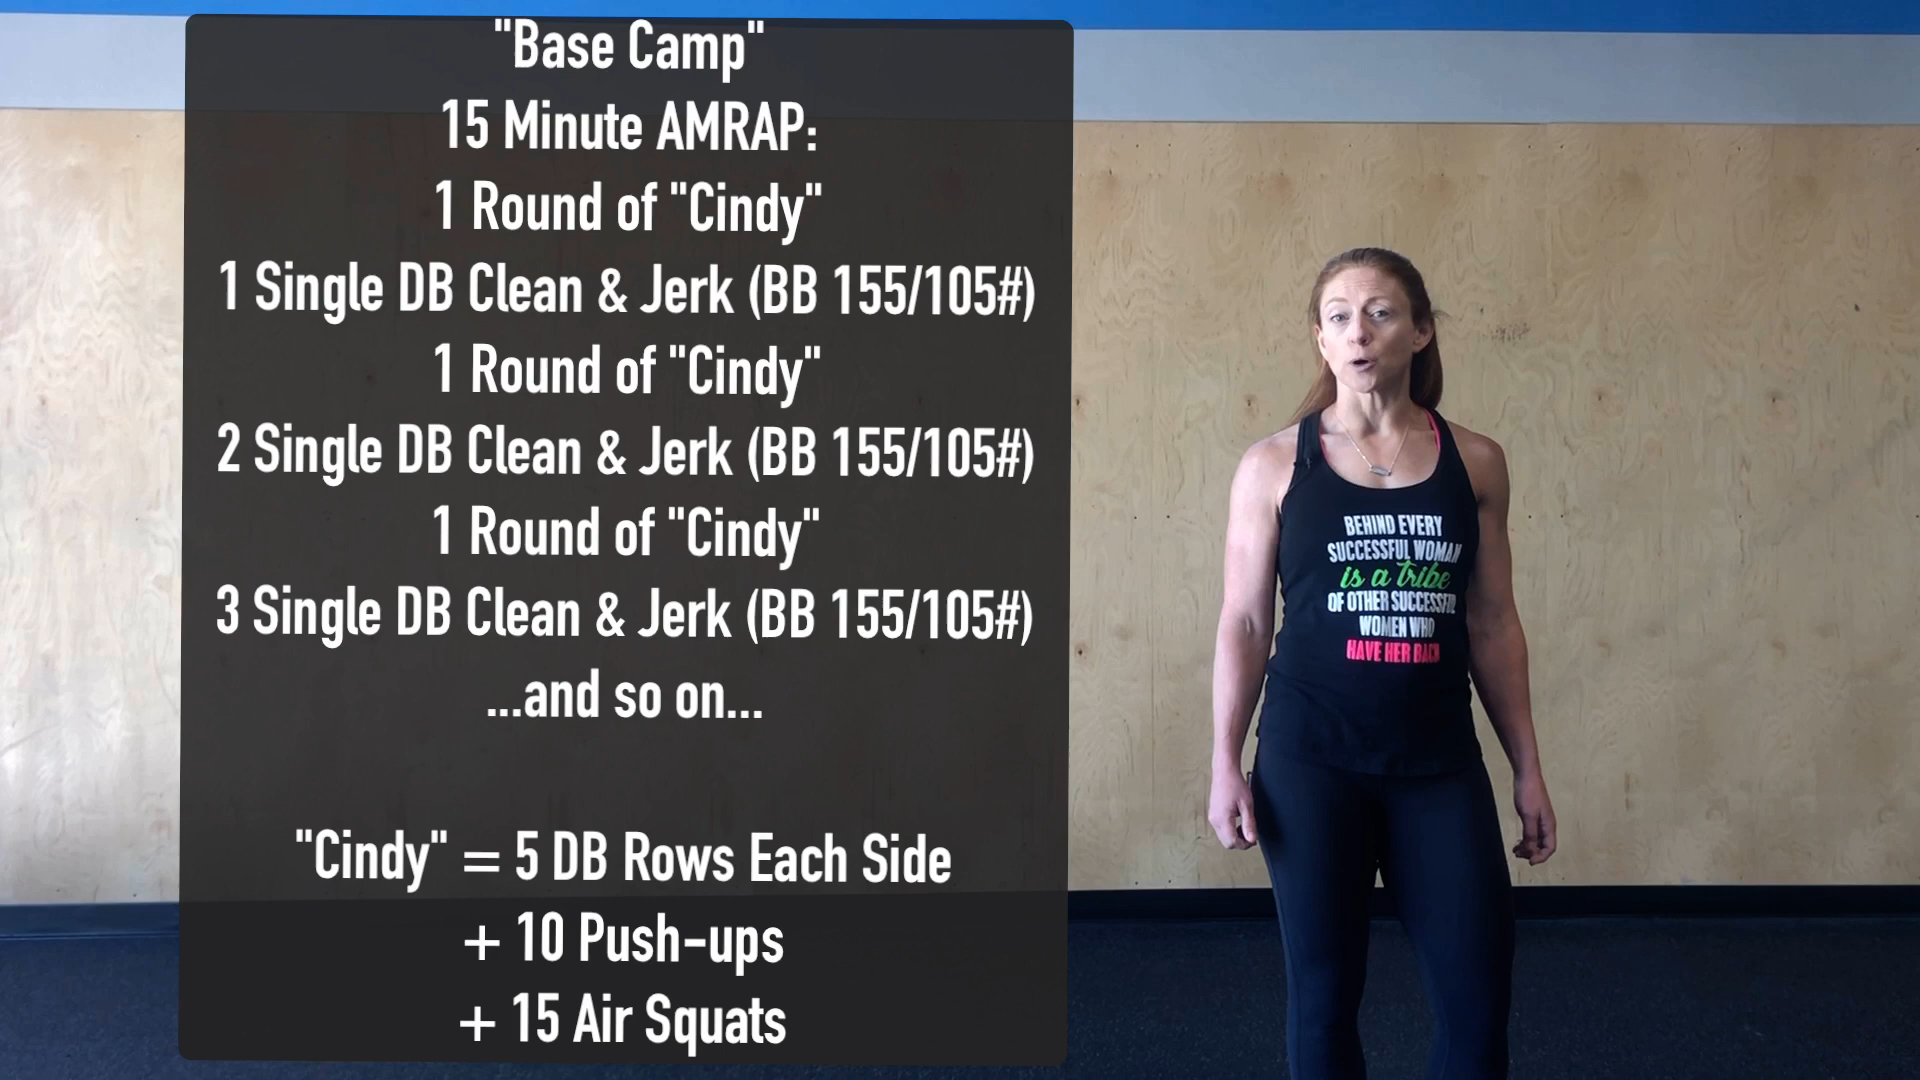 "Base Camp"
15 Minute AMRAP:
1 Round of "Cindy"
1 Single DB Clean & Jerk (BB 155/105#)
1 Round of "Cindy"
2 Single DB Clean & Jerk (BB 155/105#)
1 Round of "Cindy"
3 Single DB Clean & Jerk (BB 155/105#)
...and so on...
"Cindy" = 5 DB Rows Each Side
+ 10 Push-ups
+ 15 Air Squats
BEHIND EVERY
SUCCESSFUL WOMAN
is a tribe
OF OTHER SUCCESSFUL
WOMEN WHO
HAVE HER BACK